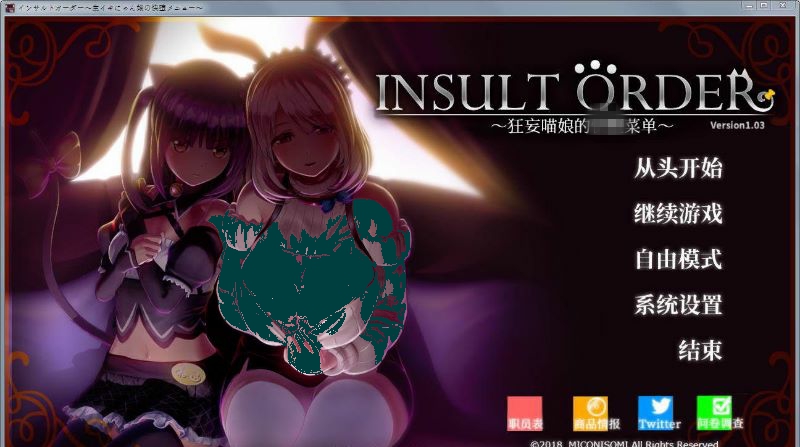 インサルトオーダー～生イキにゃん娘の快堕メニュー～
INSULT ORDER
～狂妄喵娘的 菜单～
Version1.03
从头开始
继续游戏
自由模式
系统设置
结束
职员表
商品情报
Twitter
问卷调查
©2018 MICONISOMI All Rights Reserved